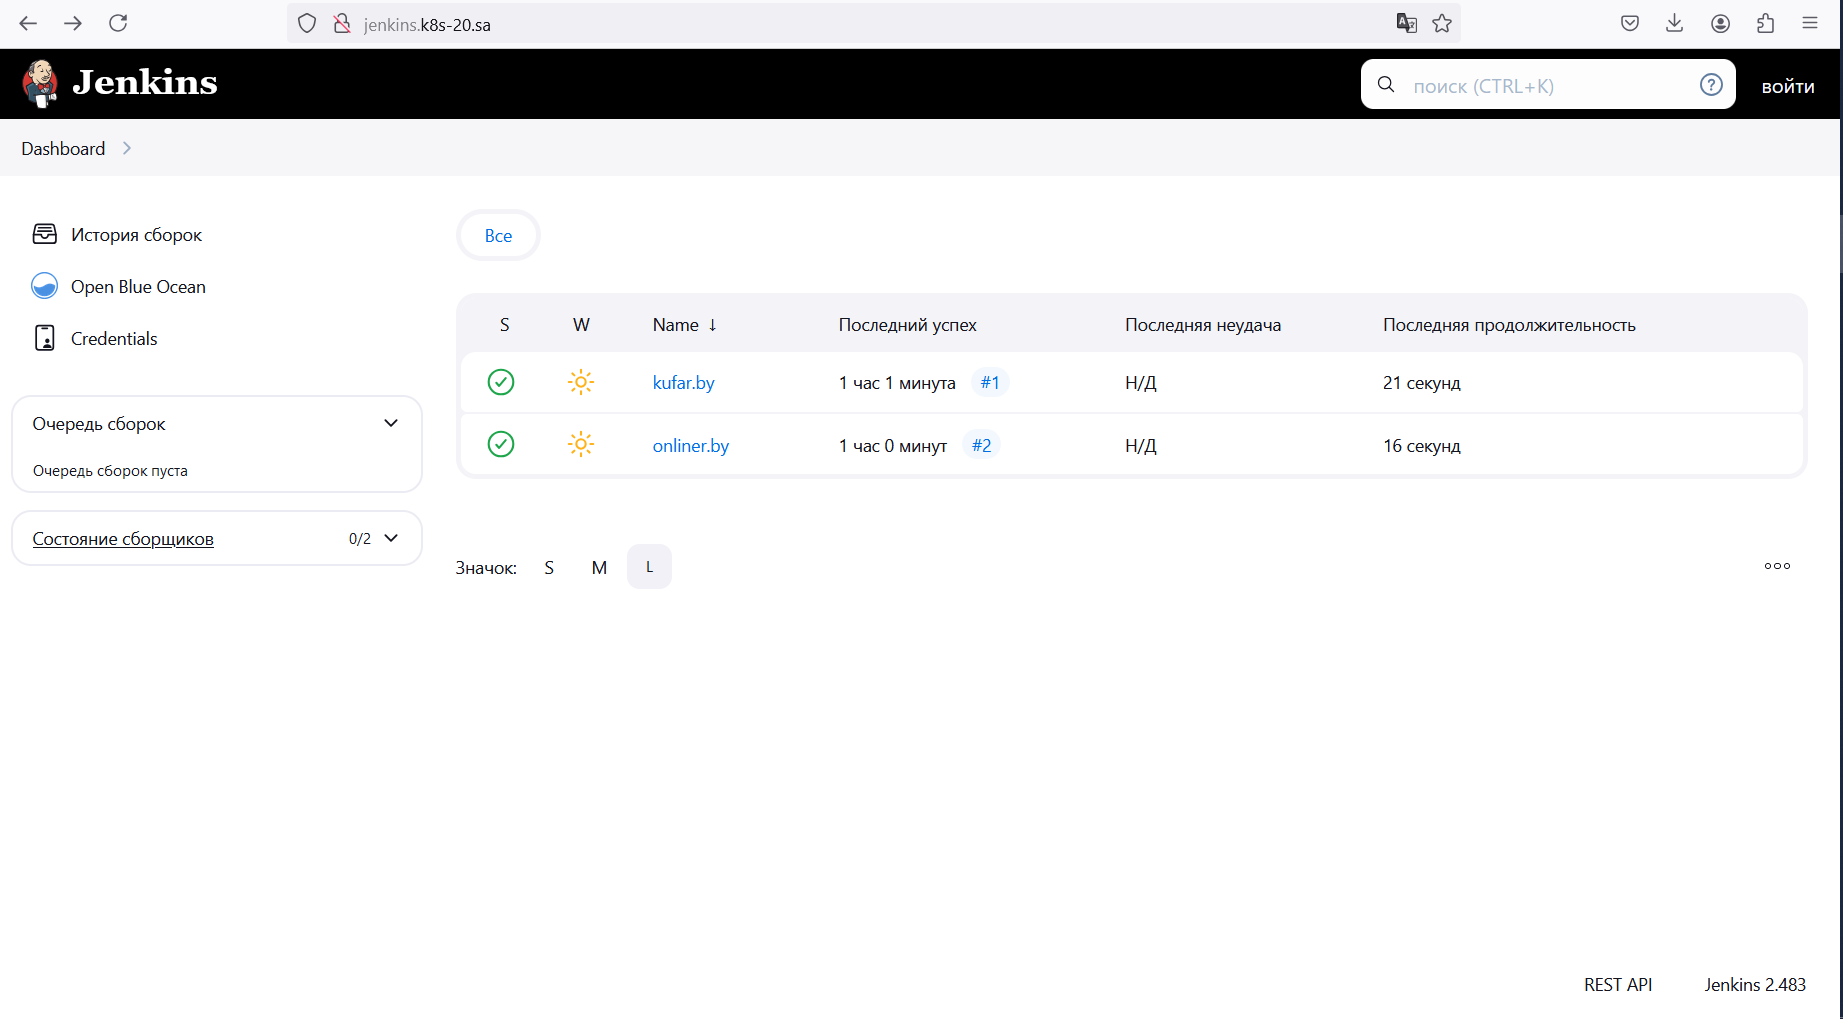 jenkins.k8s-20.sa
Jenkins
поиск (CTRL+K)
войти
Dashboard
История сборок
Open Blue Ocean
Credentials
Очередь сборок
Очередь сборок пуста
Состояние сборщиков 0/2
Все
S W Name ↓ Последний успех Последняя неудача Последняя продолжительность
kufar.by 1 час 1 минута #1 Н/Д 21 секунд
onliner.by 1 час 0 минут #2 Н/Д 16 секунд
Значок: S M L
REST API Jenkins 2.483